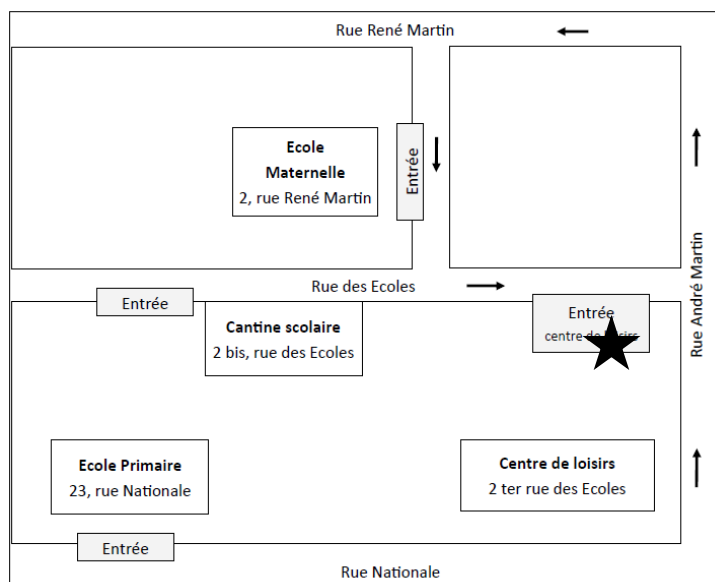 Rue René Martin
Ecole
Maternelle
2, rue René Martin
Entrée
Rue André Martin
Rue des Ecoles
Entrée
Cantine scolaire
2 bis, rue des Ecoles
Entrée
centre de
Ecole Primaire
23, rue Nationale
Centre de loisirs
2 ter rue des Ecoles
Entrée
Rue Nationale